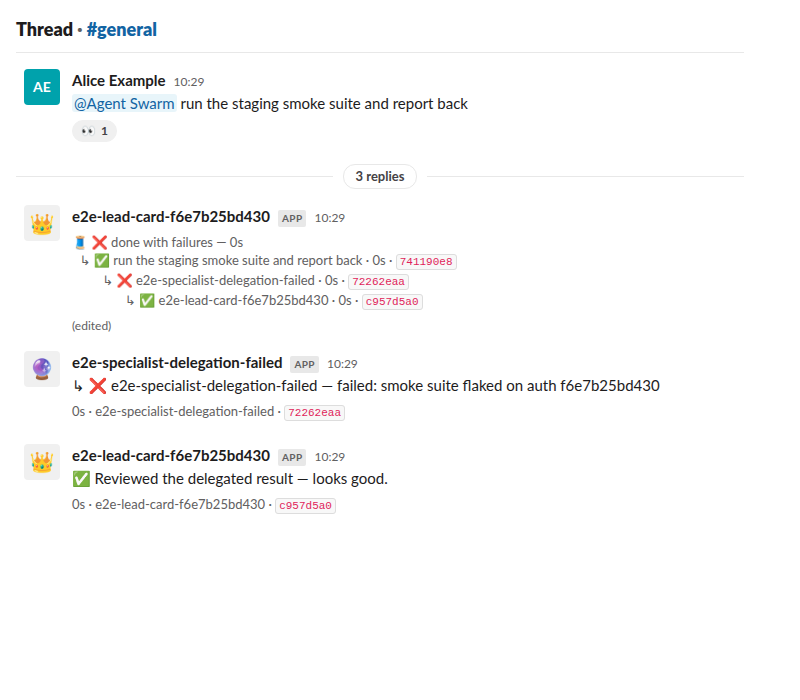 Thread • #general
AE
Alice Example 10:29
@Agent Swarm run the staging smoke suite and report back
👀 1
3 replies
e2e-lead-card-f6e7b25bd430 APP 10:29
🧵 ❌ done with failures — 0s
↳ ✅ run the staging smoke suite and report back · 0s · 741190e8
↳ ❌ e2e-specialist-delegation-failed · 0s · 72262eaa
↳ ✅ e2e-lead-card-f6e7b25bd430 · 0s · c957d5a0
(edited)
e2e-specialist-delegation-failed APP 10:29
↳ ❌ e2e-specialist-delegation-failed — failed: smoke suite flaked on auth f6e7b25bd430
0s · e2e-specialist-delegation-failed · 72262eaa
e2e-lead-card-f6e7b25bd430 APP 10:29
✅ Reviewed the delegated result — looks good.
0s · e2e-lead-card-f6e7b25bd430 · c957d5a0